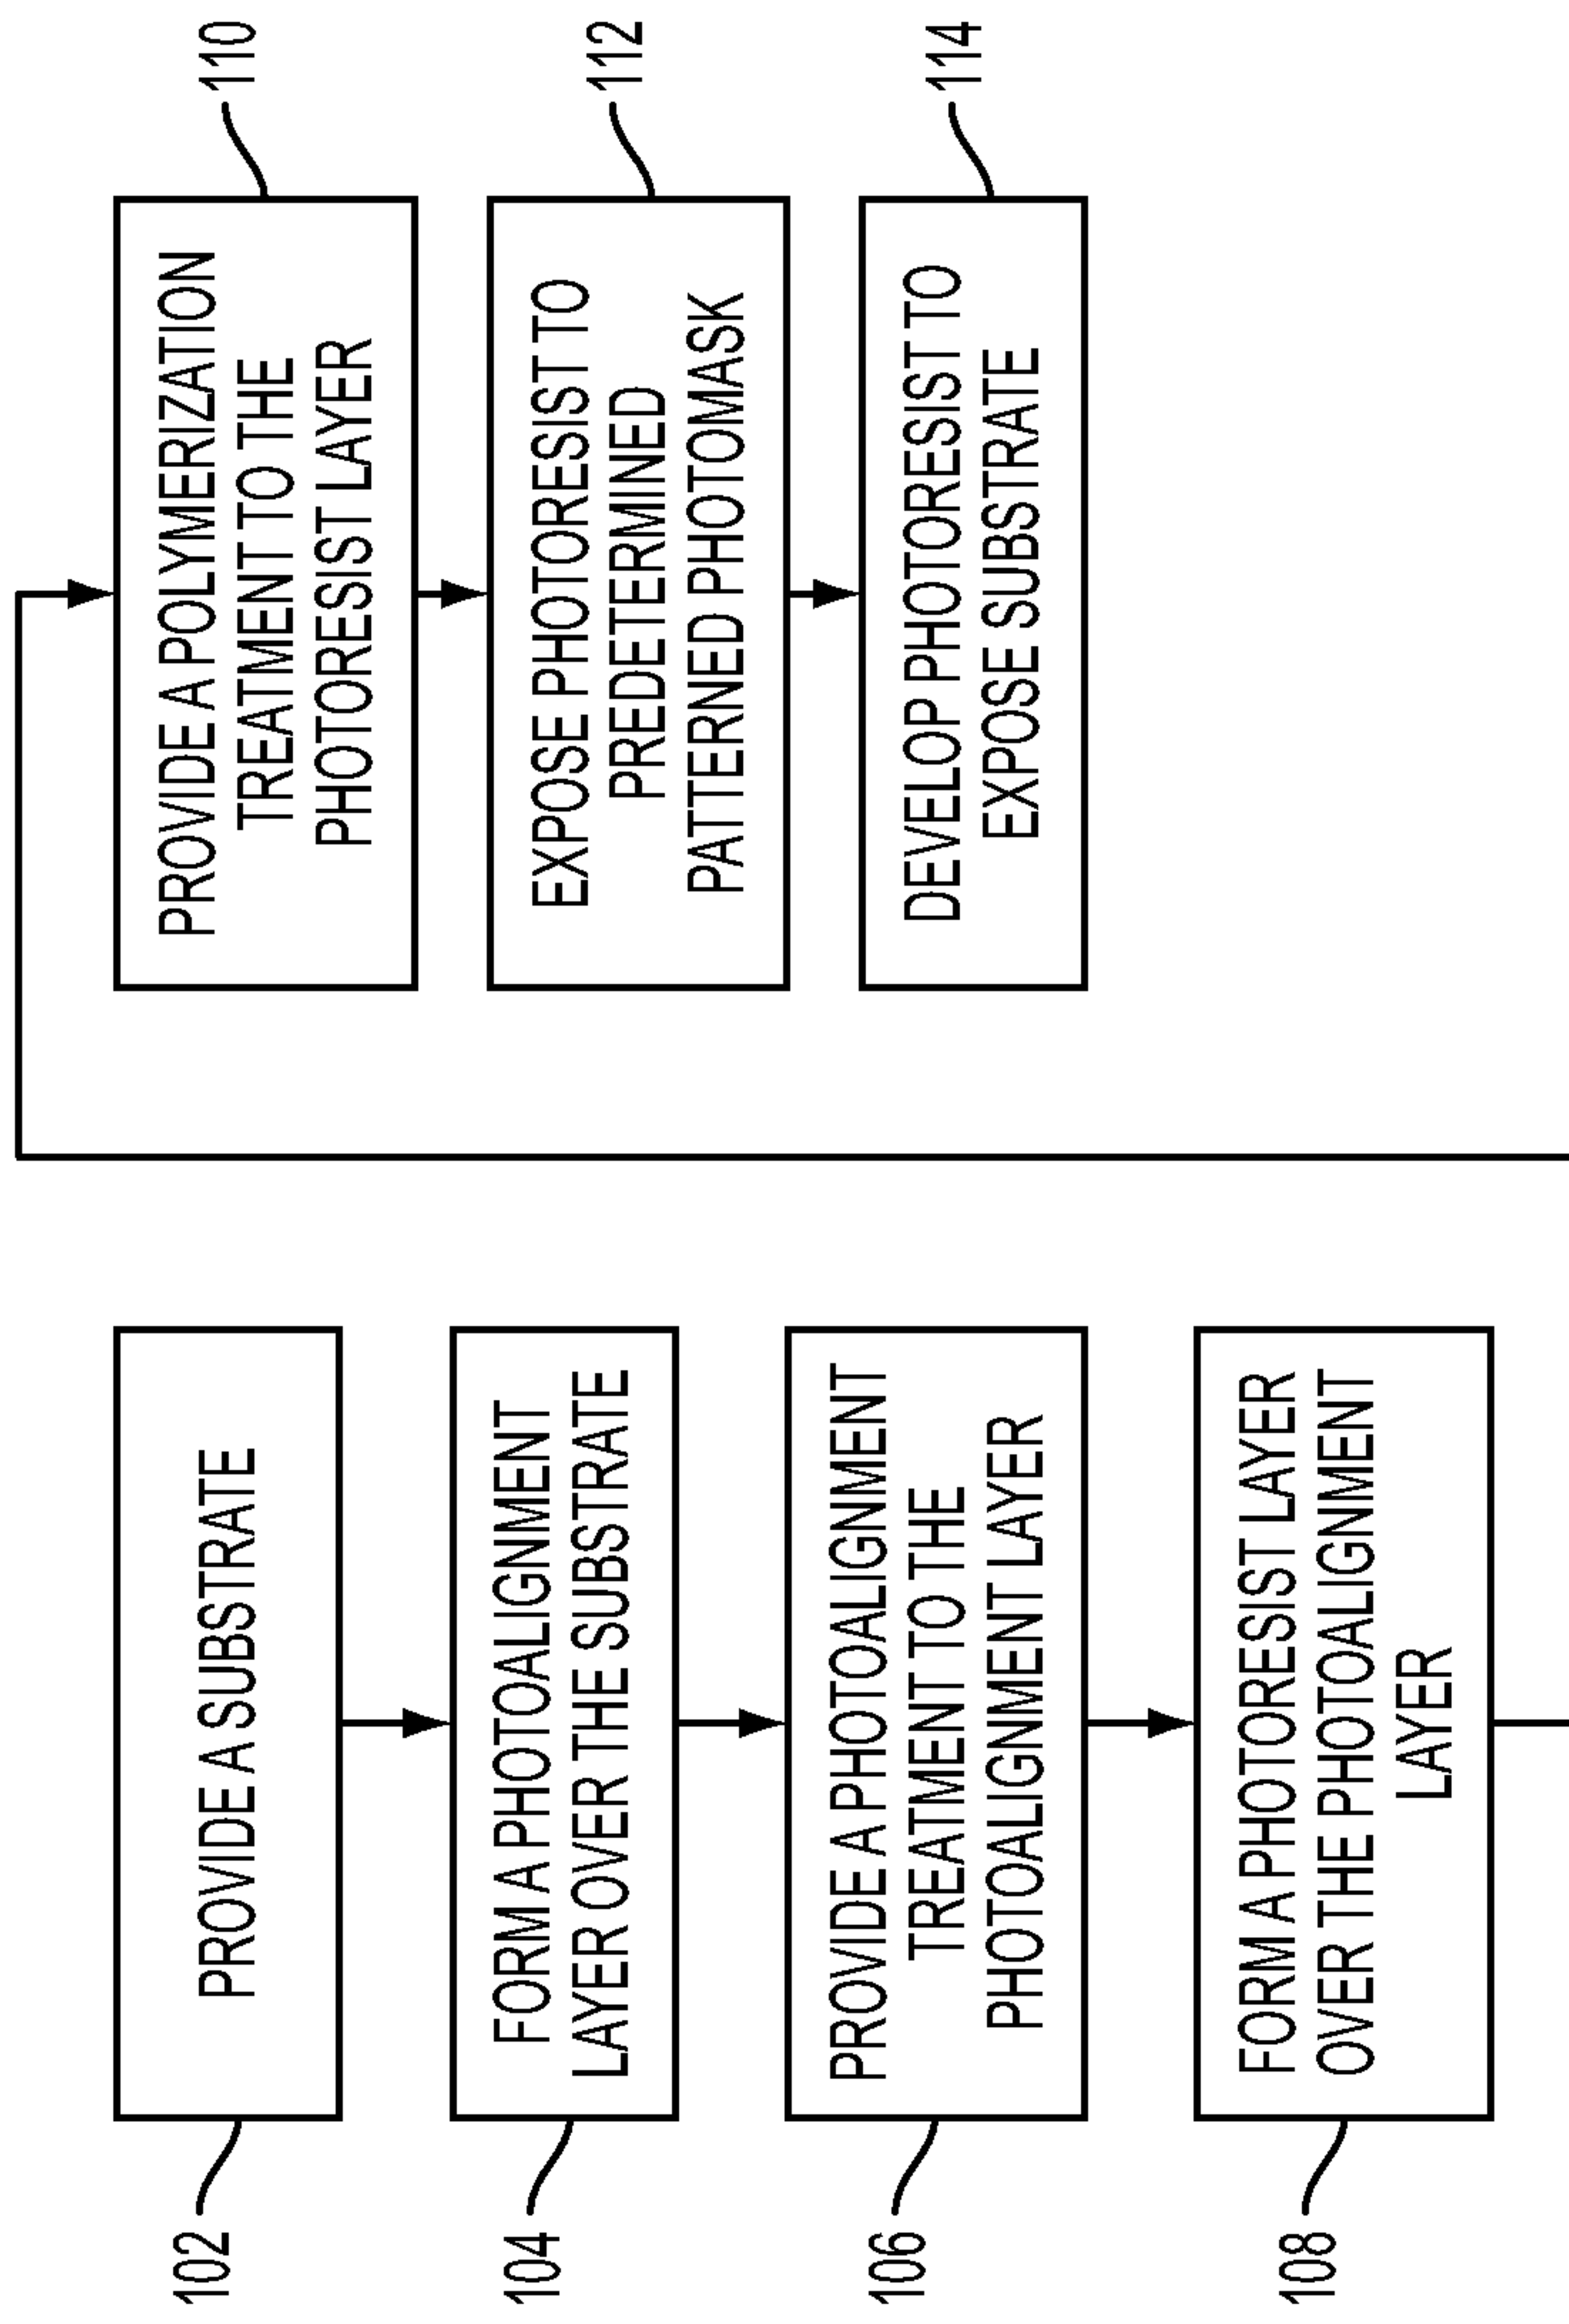 102
PROVIDE A SUBSTRATE
104
FORM A PHOTOALIGNMENT
LAYER OVER THE SUBSTRATE
106
PROVIDE A PHOTOALIGNMENT
TREATMENT TO THE
PHOTOALIGNMENT LAYER
108
FORM A PHOTORESIST LAYER
OVER THE PHOTOALIGNMENT
LAYER
PROVIDE A POLYMERIZATION
TREATMENT TO THE
PHOTORESIST LAYER
110
EXPOSE PHOTORESIST TO
PREDETERMINED
PATTERNED PHOTOMASK
112
DEVELOP PHOTORESIST TO
EXPOSE SUBSTRATE
114